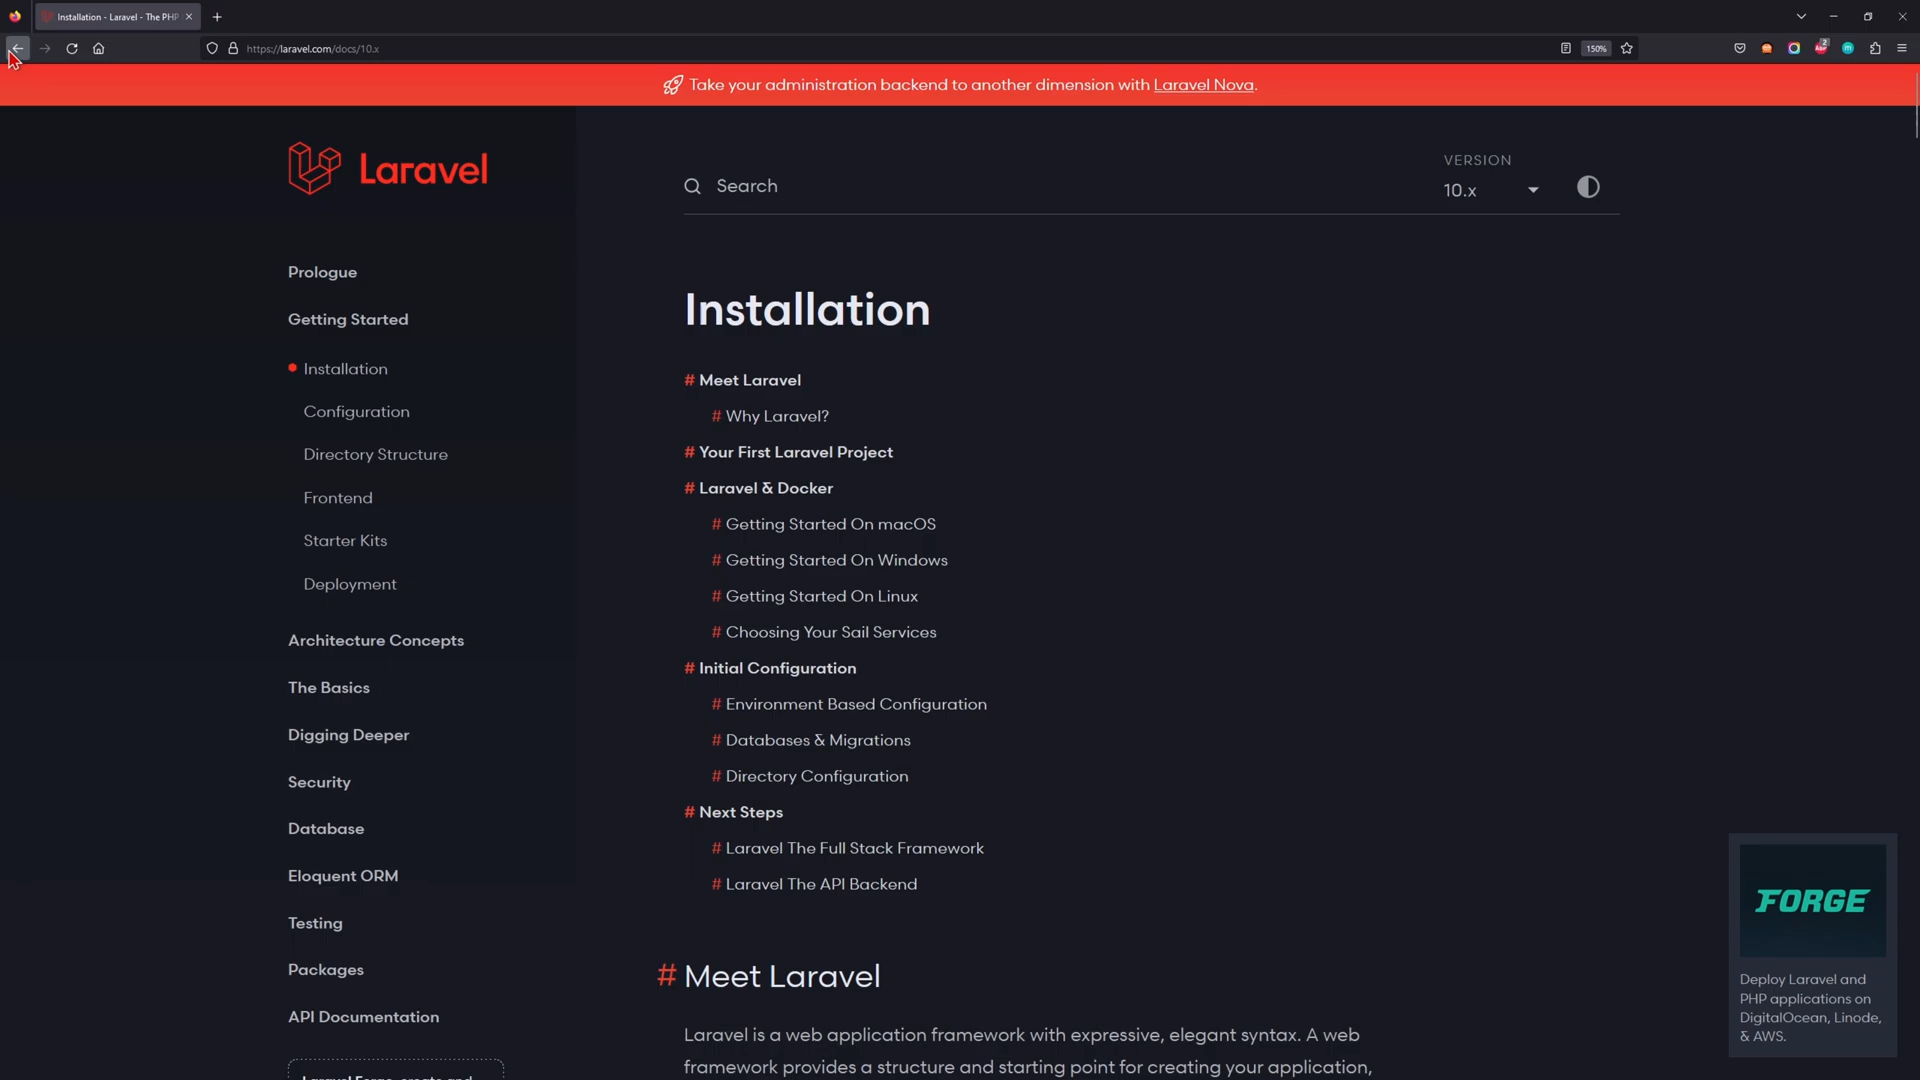 Installation - Laravel - The PHP
https://laravel.com/docs/10.x
150%
2
Take your administration backend to another dimension with Laravel Nova.
Laravel
Search
VERSION
10.x
Prologue
Getting Started
Installation
Configuration
Directory Structure
Frontend
Starter Kits
Deployment
Architecture Concepts
The Basics
Digging Deeper
Security
Database
Eloquent ORM
Testing
Packages
API Documentation
Installation
# Meet Laravel
# Why Laravel?
# Your First Laravel Project
# Laravel & Docker
# Getting Started On macOS
# Getting Started On Windows
# Getting Started On Linux
# Choosing Your Sail Services
# Initial Configuration
# Environment Based Configuration
# Databases & Migrations
# Directory Configuration
# Next Steps
# Laravel The Full Stack Framework
# Laravel The API Backend
# Meet Laravel
Laravel is a web application framework with expressive, elegant syntax. A web
framework provides a structure and starting point for creating your application,
FORGE
Deploy Laravel and
PHP applications on
DigitalOcean, Linode,
& AWS.